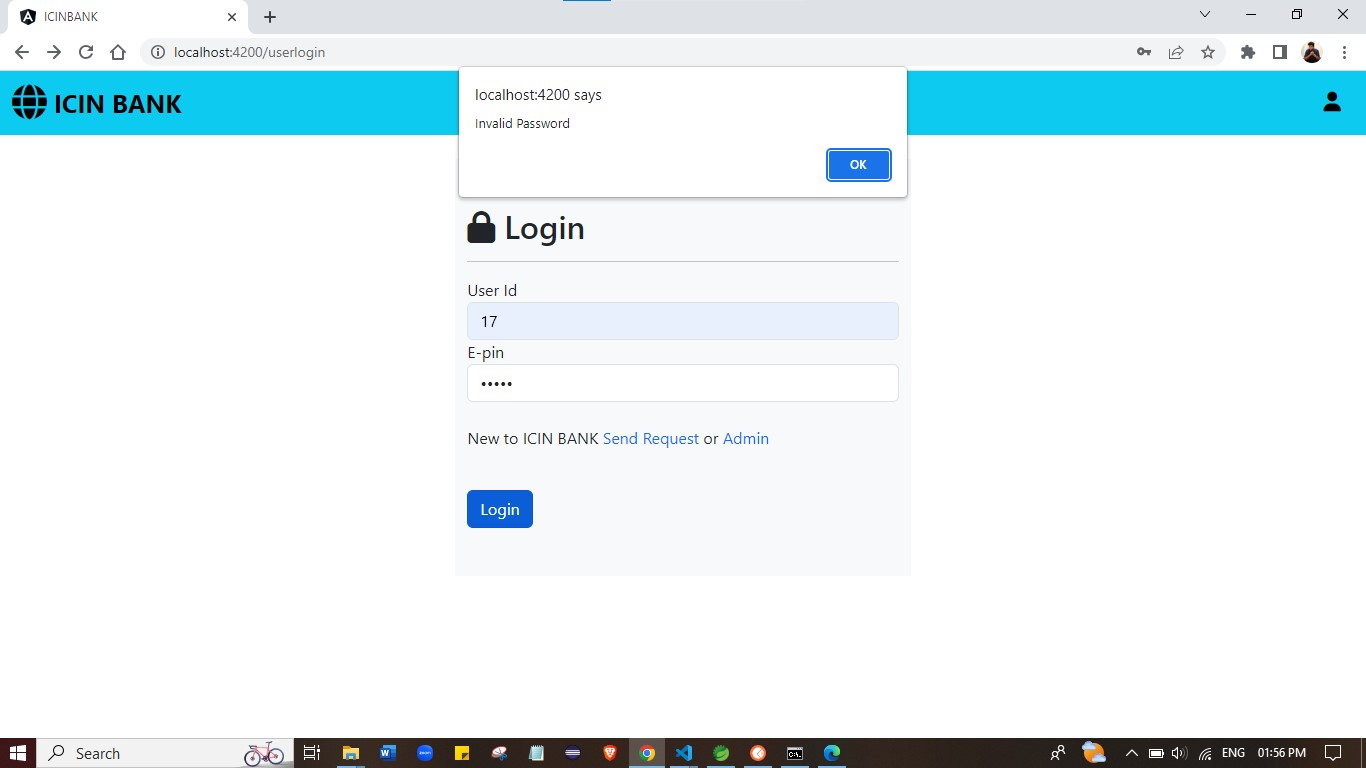 ICINBANK
localhost:4200/userlogin
ICIN BANK
localhost:4200 says
Invalid Password
OK
Login
User Id
17
E-pin
•••••
New to ICIN BANK Send Request or Admin
Login
Search
ENG
01:56 PM